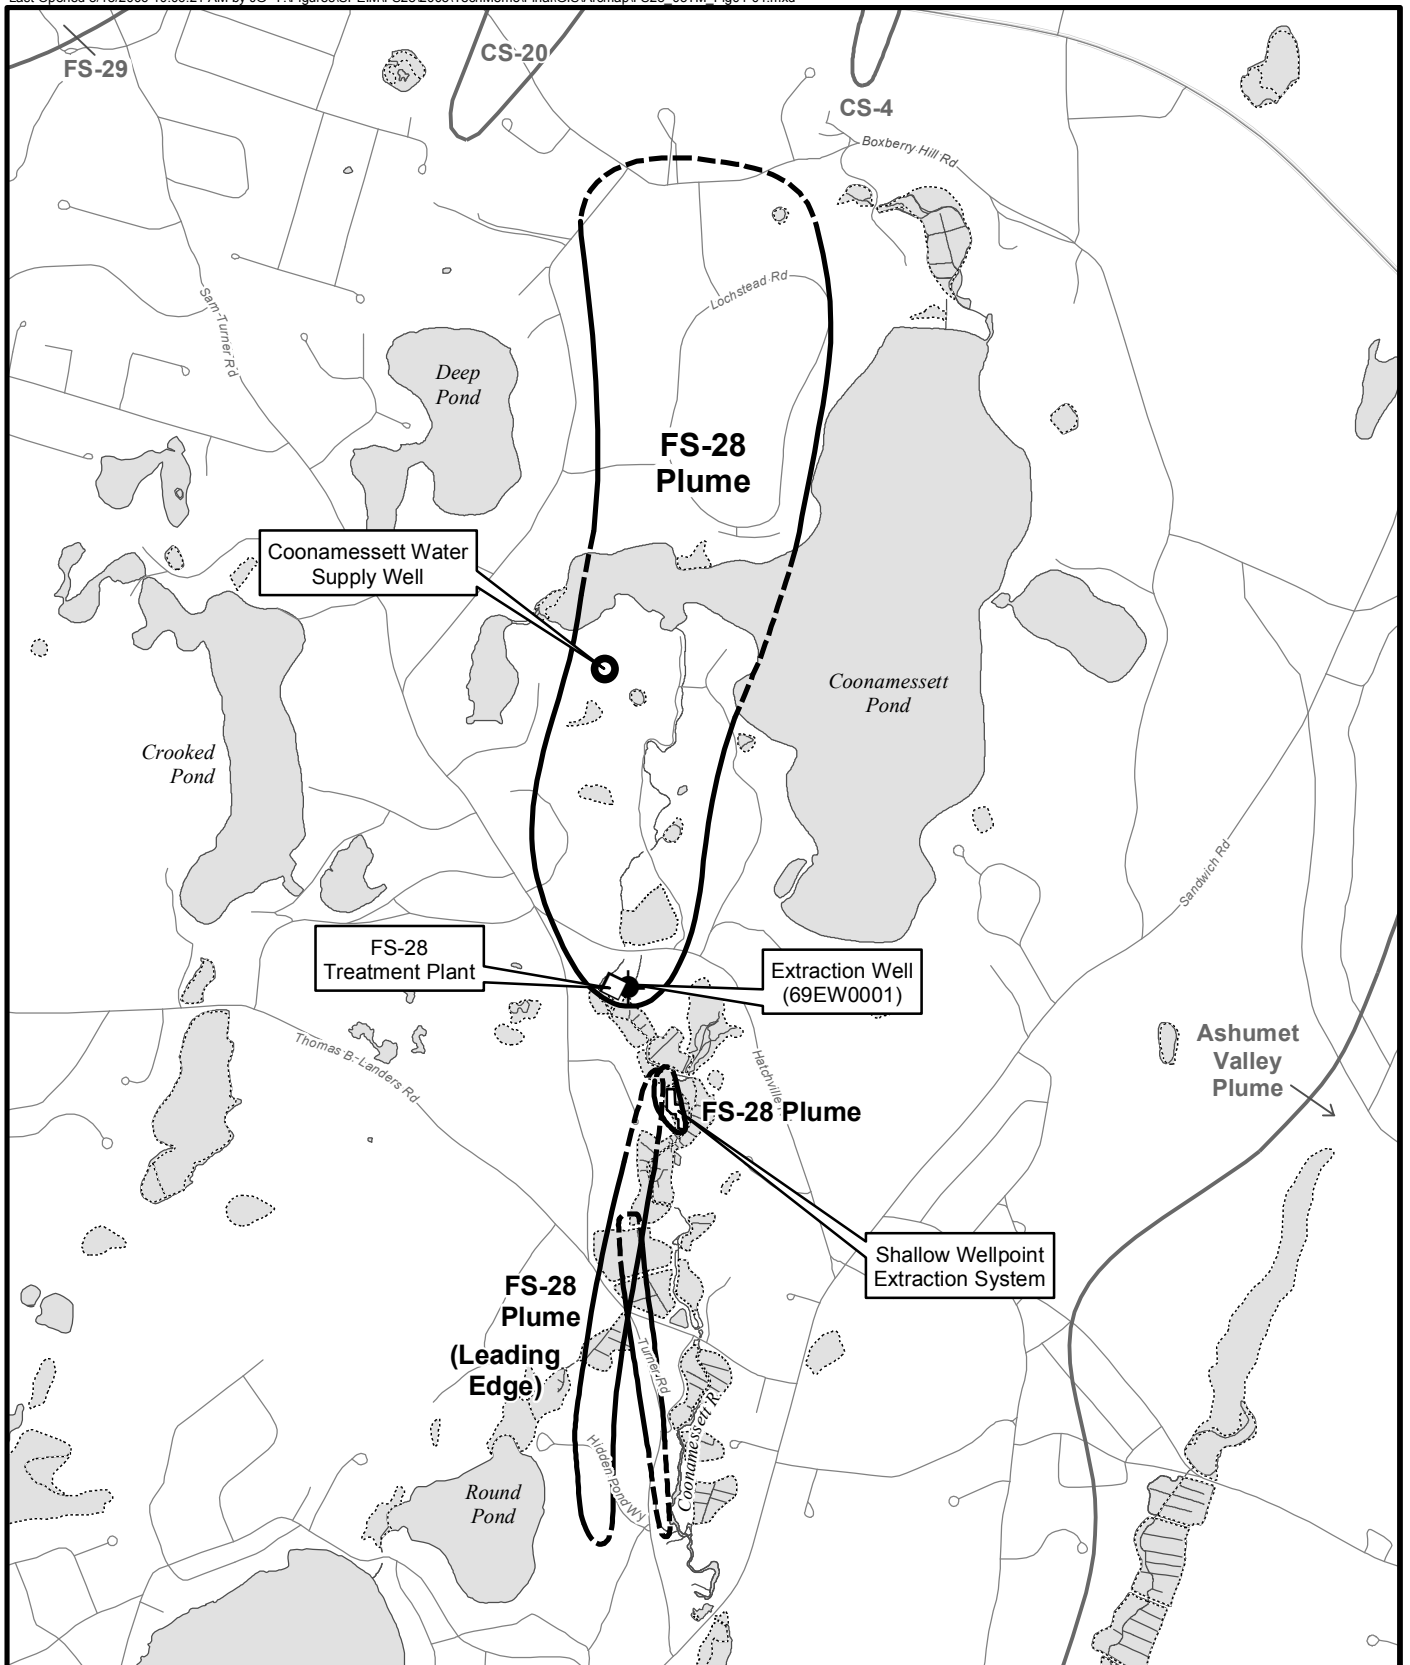 FS-29
CS-20
CS-4
Boxberry Hill Rd
Lochstead Rd
Sam Turner Rd
Deep
Pond
FS-28
Plume
Coonamessett Water
Supply Well
Coonamessett
Pond
Crooked
Pond
Sandwich Rd
FS-28
Treatment Plant
Extraction Well
(69EW0001)
Thomas B. Landers Rd
Hatchville
Ashumet
Valley
Plume
FS-28 Plume
Shallow Wellpoint
Extraction System
FS-28
Plume
(Leading
Edge)
Turner Rd
Coonamessett R.
Hidden Pond Wy
Round
Pond